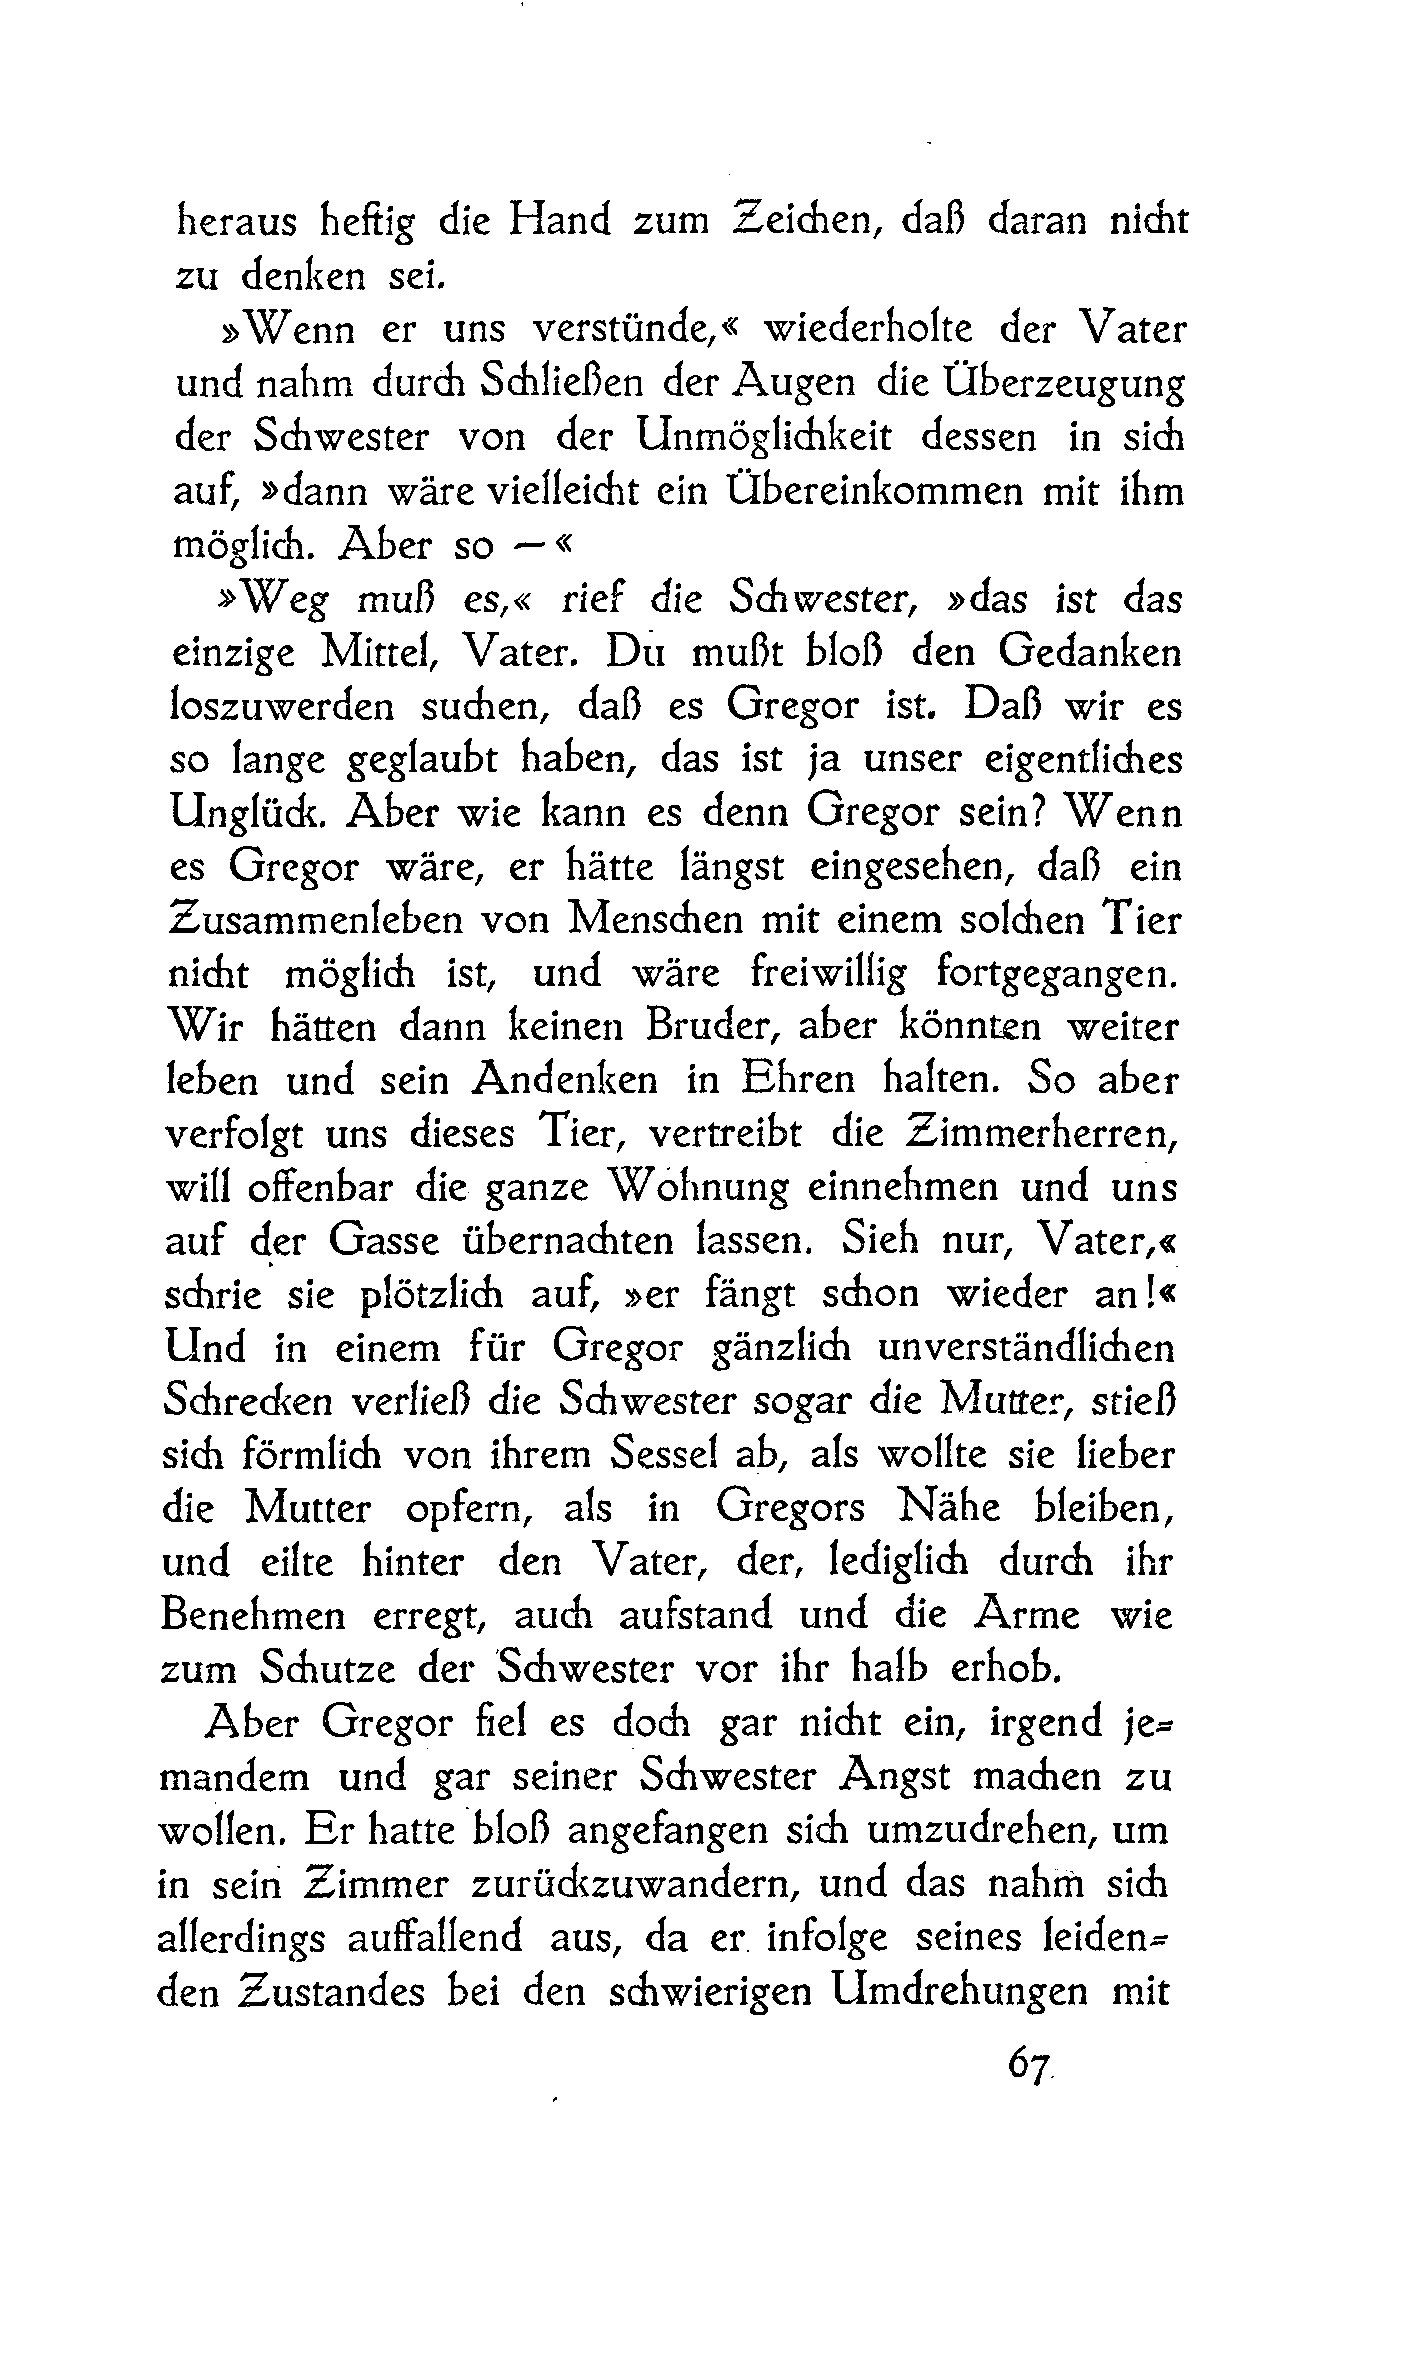 heraus heftig die Hand zum Zeichen, daß daran nicht
zu denken sei.
»Wenn er uns verstünde,« wiederholte der Vater
und nahm durch Schließen der Augen die Überzeugung
der Schwester von der Unmöglichkeit dessen in sich
auf, »dann wäre vielleicht ein Übereinkommen mit ihm
möglich. Aber so —«
»Weg muß es,« rief die Schwester, »das ist das
einzige Mittel, Vater. Du mußt bloß den Gedanken
loszuwerden suchen, daß es Gregor ist. Daß wir es
so lange geglaubt haben, das ist ja unser eigentliches
Unglück. Aber wie kann es denn Gregor sein? Wenn
es Gregor wäre, er hätte längst eingesehen, daß ein
Zusammenleben von Menschen mit einem solchen Tier
nicht möglich ist, und wäre freiwillig fortgegangen.
Wir hätten dann keinen Bruder, aber könnten weiter
leben und sein Andenken in Ehren halten. So aber
verfolgt uns dieses Tier, vertreibt die Zimmerherren,
will offenbar die ganze Wohnung einnehmen und uns
auf der Gasse übernachten lassen. Sieh nur, Vater,«
schrie sie plötzlich auf, »er fängt schon wieder an!«
Und in einem für Gregor gänzlich unverständlichen
Schrecken verließ die Schwester sogar die Mutter, stieß
sich förmlich von ihrem Sessel ab, als wollte sie lieber
die Mutter opfern, als in Gregors Nähe bleiben,
und eilte hinter den Vater, der, lediglich durch ihr
Benehmen erregt, auch aufstand und die Arme wie
zum Schutze der Schwester vor ihr halb erhob.
Aber Gregor fiel es doch gar nicht ein, irgend je-
mandem und gar seiner Schwester Angst machen zu
wollen. Er hatte bloß angefangen sich umzudrehen, um
in sein Zimmer zurückzuwandern, und das nahm sich
allerdings auffallend aus, da er infolge seines leiden-
den Zustandes bei den schwierigen Umdrehungen mit
67